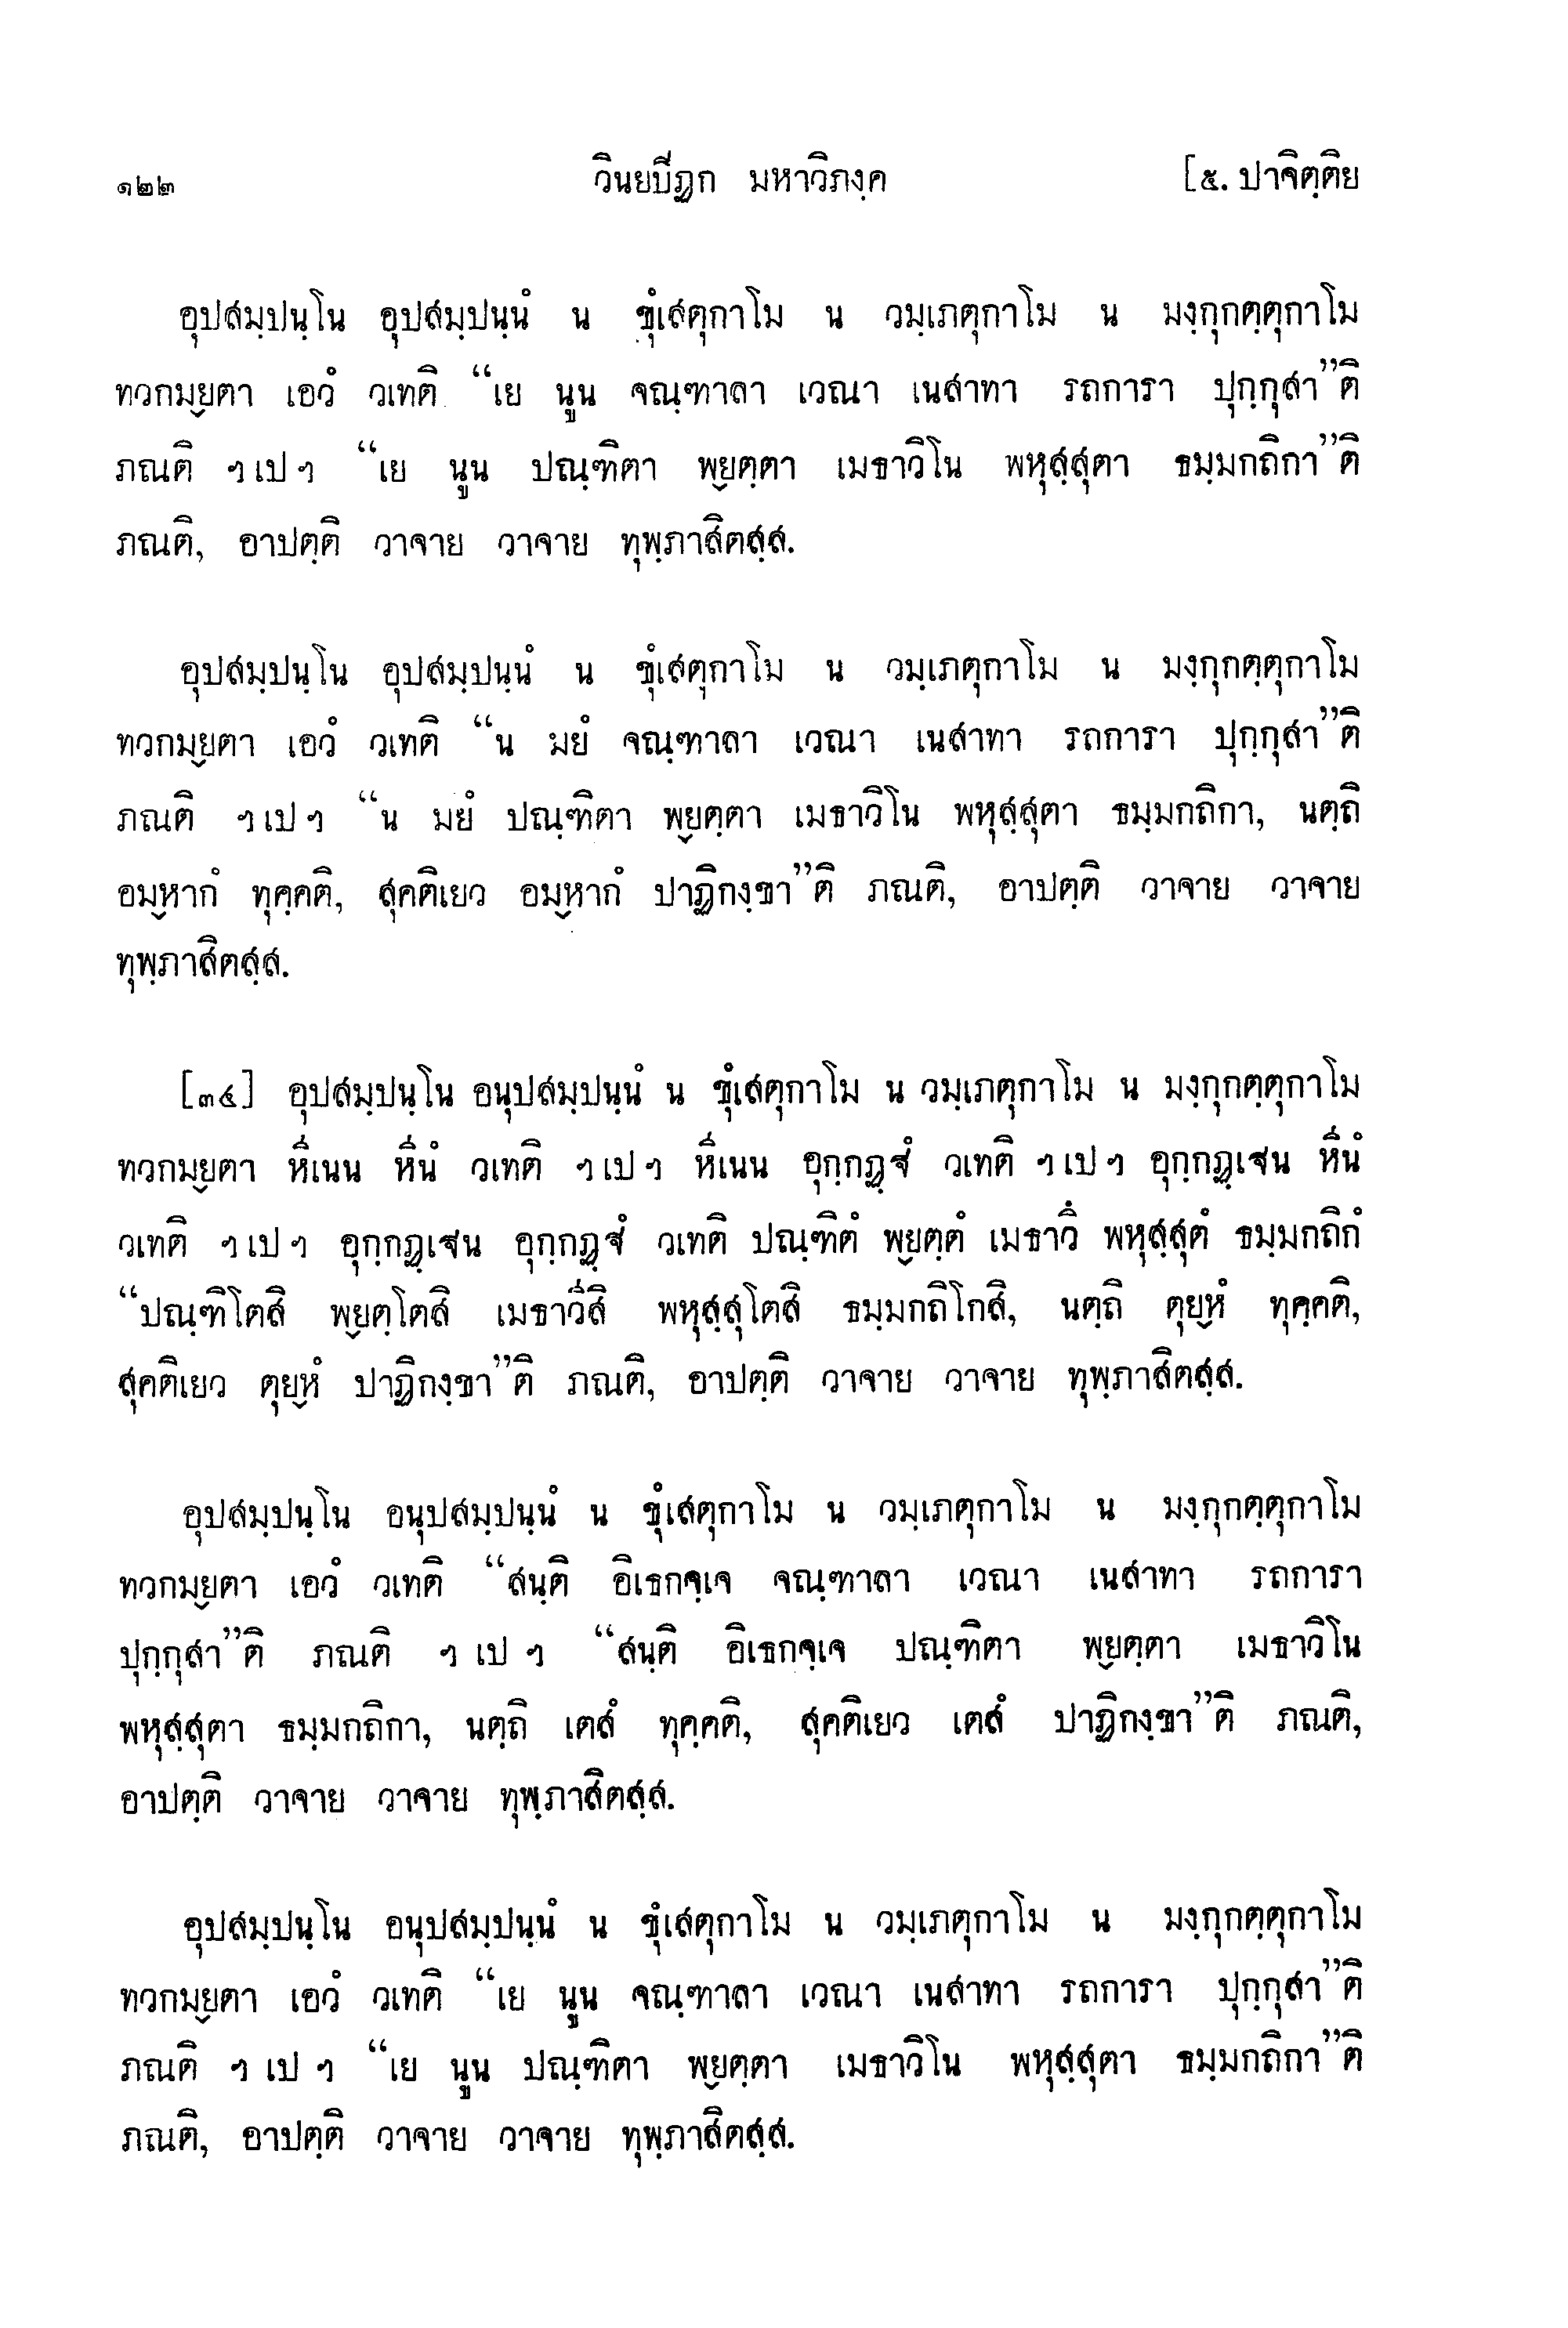 ๑๒๒ วินยปิฏก มหาวิภงฺค [๕. ปาจิตฺติย
อุปสมฺปนฺโน อุปสมฺปนฺนํ น ขุํเสตุกาโม น วมฺเภตุกาโม น มงฺกุกตฺตุกาโม
ทวกมฺยตา เอวํ วเทติ “เย นูน จณฺฑาลา เวณา เนสาทา รถการา ปุกฺกุสา”ติ
ภณติ ฯ เป ฯ “เย นูน ปณฺฑิตา พฺยตฺตา เมธาวิโน พหุสฺสุตา ธมฺมกถิกา”ติ
ภณติ, อาปตฺติ วาจาย วาจาย ทุพฺภาสิตสฺส.
อุปสมฺปนฺโน อุปสมฺปนฺนํ น ขุํเสตุกาโม น วมฺเภตุกาโม น มงฺกุกตฺตุกาโม
ทวกมฺยตา เอวํ วเทติ “น มยํ จณฺฑาลา เวณา เนสาทา รถการา ปุกฺกุสา”ติ
ภณติ ฯ เป ฯ “น มยํ ปณฺฑิตา พฺยตฺตา เมธาวิโน พหุสฺสุตา ธมฺมกถิกา, นตฺถิ
อมฺหากํ ทุคฺคติ, สุคติเยว อมฺหากํ ปาฏิกงฺขา”ติ ภณติ, อาปตฺติ วาจาย วาจาย
ทุพฺภาสิตสฺส.
[๓๔] อุปสมฺปนฺโน อนุปสมฺปนฺนํ น ขุํเสตุกาโม น วมฺเภตุกาโม น มงฺกุกตฺตุกาโม
ทวกมฺยตา หีเนน หีนํ วเทติ ฯ เป ฯ หีเนน อุกฺกฏฺฐํ วเทติ ฯ เป ฯ อุกฺกฏฺเฐน หีนํ
วเทติ ฯ เป ฯ อุกฺกฏฺเฐน อุกฺกฏฺฐํ วเทติ ปณฺฑิตํ พฺยตฺตํ เมธาวึ พหุสฺสุตํ ธมฺมกถิกํ
“ปณฺฑิโตสิ พฺยตฺโตสิ เมธาวีสิ พหุสฺสุโตสิ ธมฺมกถิโกสิ, นตฺถิ ตุยฺหํ ทุคฺคติ,
สุคติเยว ตุยฺหํ ปาฏิกงฺขา”ติ ภณติ, อาปตฺติ วาจาย วาจาย ทุพฺภาสิตสฺส.
อุปสมฺปนฺโน อนุปสมฺปนฺนํ น ขุํเสตุกาโม น วมฺเภตุกาโม น มงฺกุกตฺตุกาโม
ทวกมฺยตา เอวํ วเทติ “สนฺติ อิเธกจฺเจ จณฺฑาลา เวณา เนสาทา รถการา
ปุกฺกุสา”ติ ภณติ ฯ เป ฯ “สนฺติ อิเธกจฺเจ ปณฺฑิตา พฺยตฺตา เมธาวิโน
พหุสฺสุตา ธมฺมกถิกา, นตฺถิ เตสํ ทุคฺคติ, สุคติเยว เตสํ ปาฏิกงฺขา”ติ ภณติ,
อาปตฺติ วาจาย วาจาย ทุพฺภาสิตสฺส.
อุปสมฺปนฺโน อนุปสมฺปนฺนํ น ขุํเสตุกาโม น วมฺเภตุกาโม น มงฺกุกตฺตุกาโม
ทวกมฺยตา เอวํ วเทติ “เย นูน จณฺฑาลา เวณา เนสาทา รถการา ปุกฺกุสา”ติ
ภณติ ฯ เป ฯ “เย นูน ปณฺฑิตา พฺยตฺตา เมธาวิโน พหุสฺสุตา ธมฺมกถิกา”ติ
ภณติ, อาปตฺติ วาจาย วาจาย ทุพฺภาสิตสฺส.